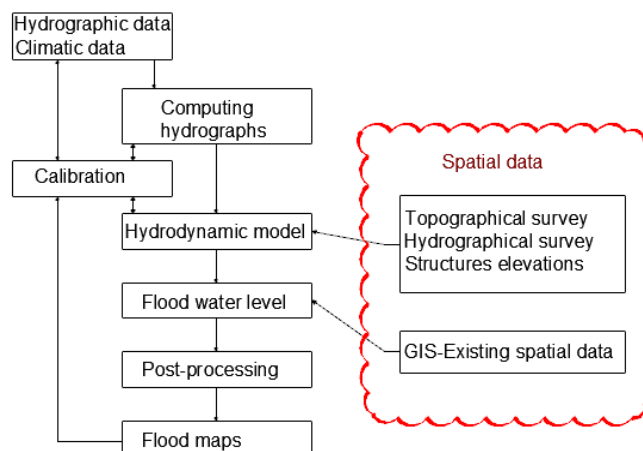 Hydrographic data
Climatic data
Computing
hydrographs
Calibration
Hydrodynamic model
Flood water level
Post-processing
Flood maps
Spatial data
Topographical survey
Hydrographical survey
Structures elevations
GIS-Existing spatial data